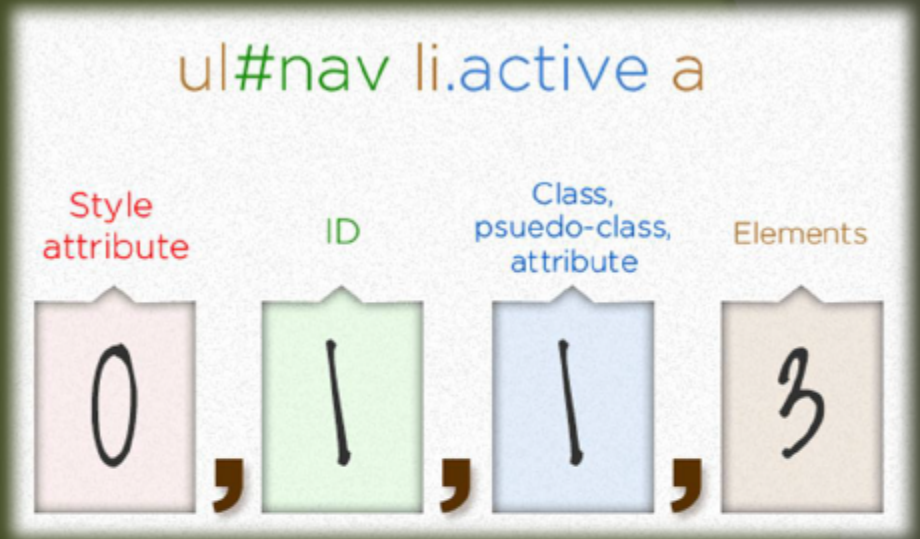 ul#nav li.active a
Style
attribute
ID
Class,
psuedo-class,
attribute
Elements
0 , 1 , 1 , 3